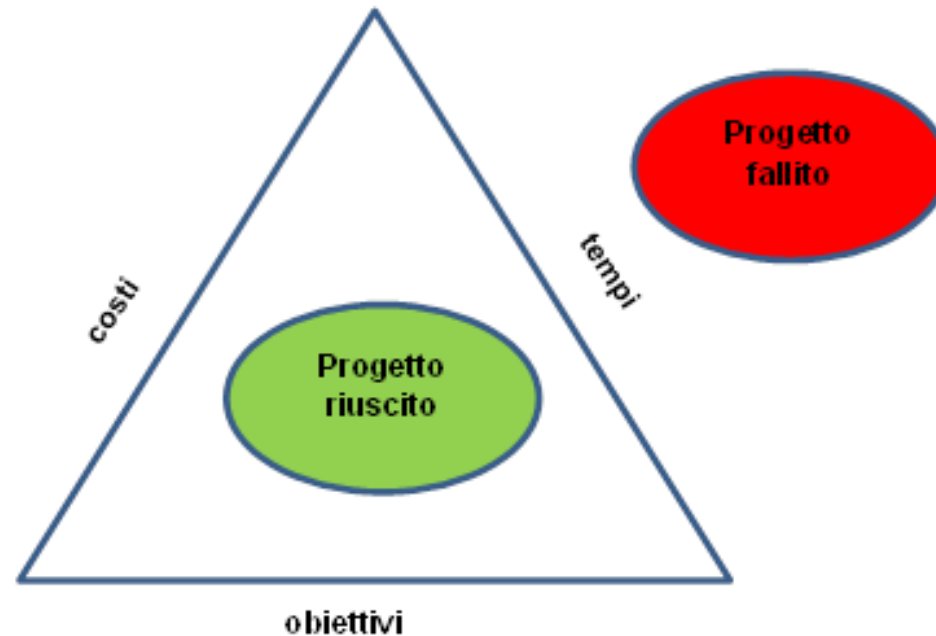 Progetto
fallito
tempi
costi
Progetto
riuscito
obiettivi